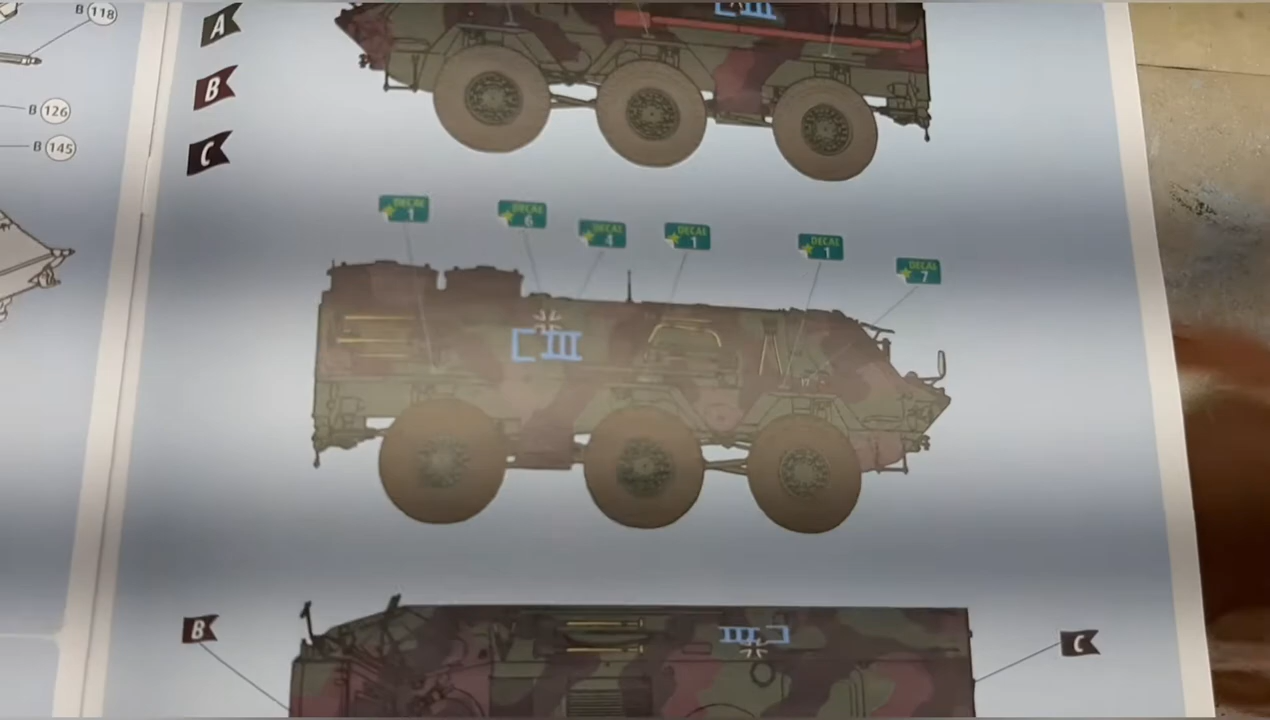 B 118
A
B 126
B
B 145
C
DECAL 1
DECAL 6
DECAL 4
DECAL 1
DECAL 1
DECAL 7
B
C